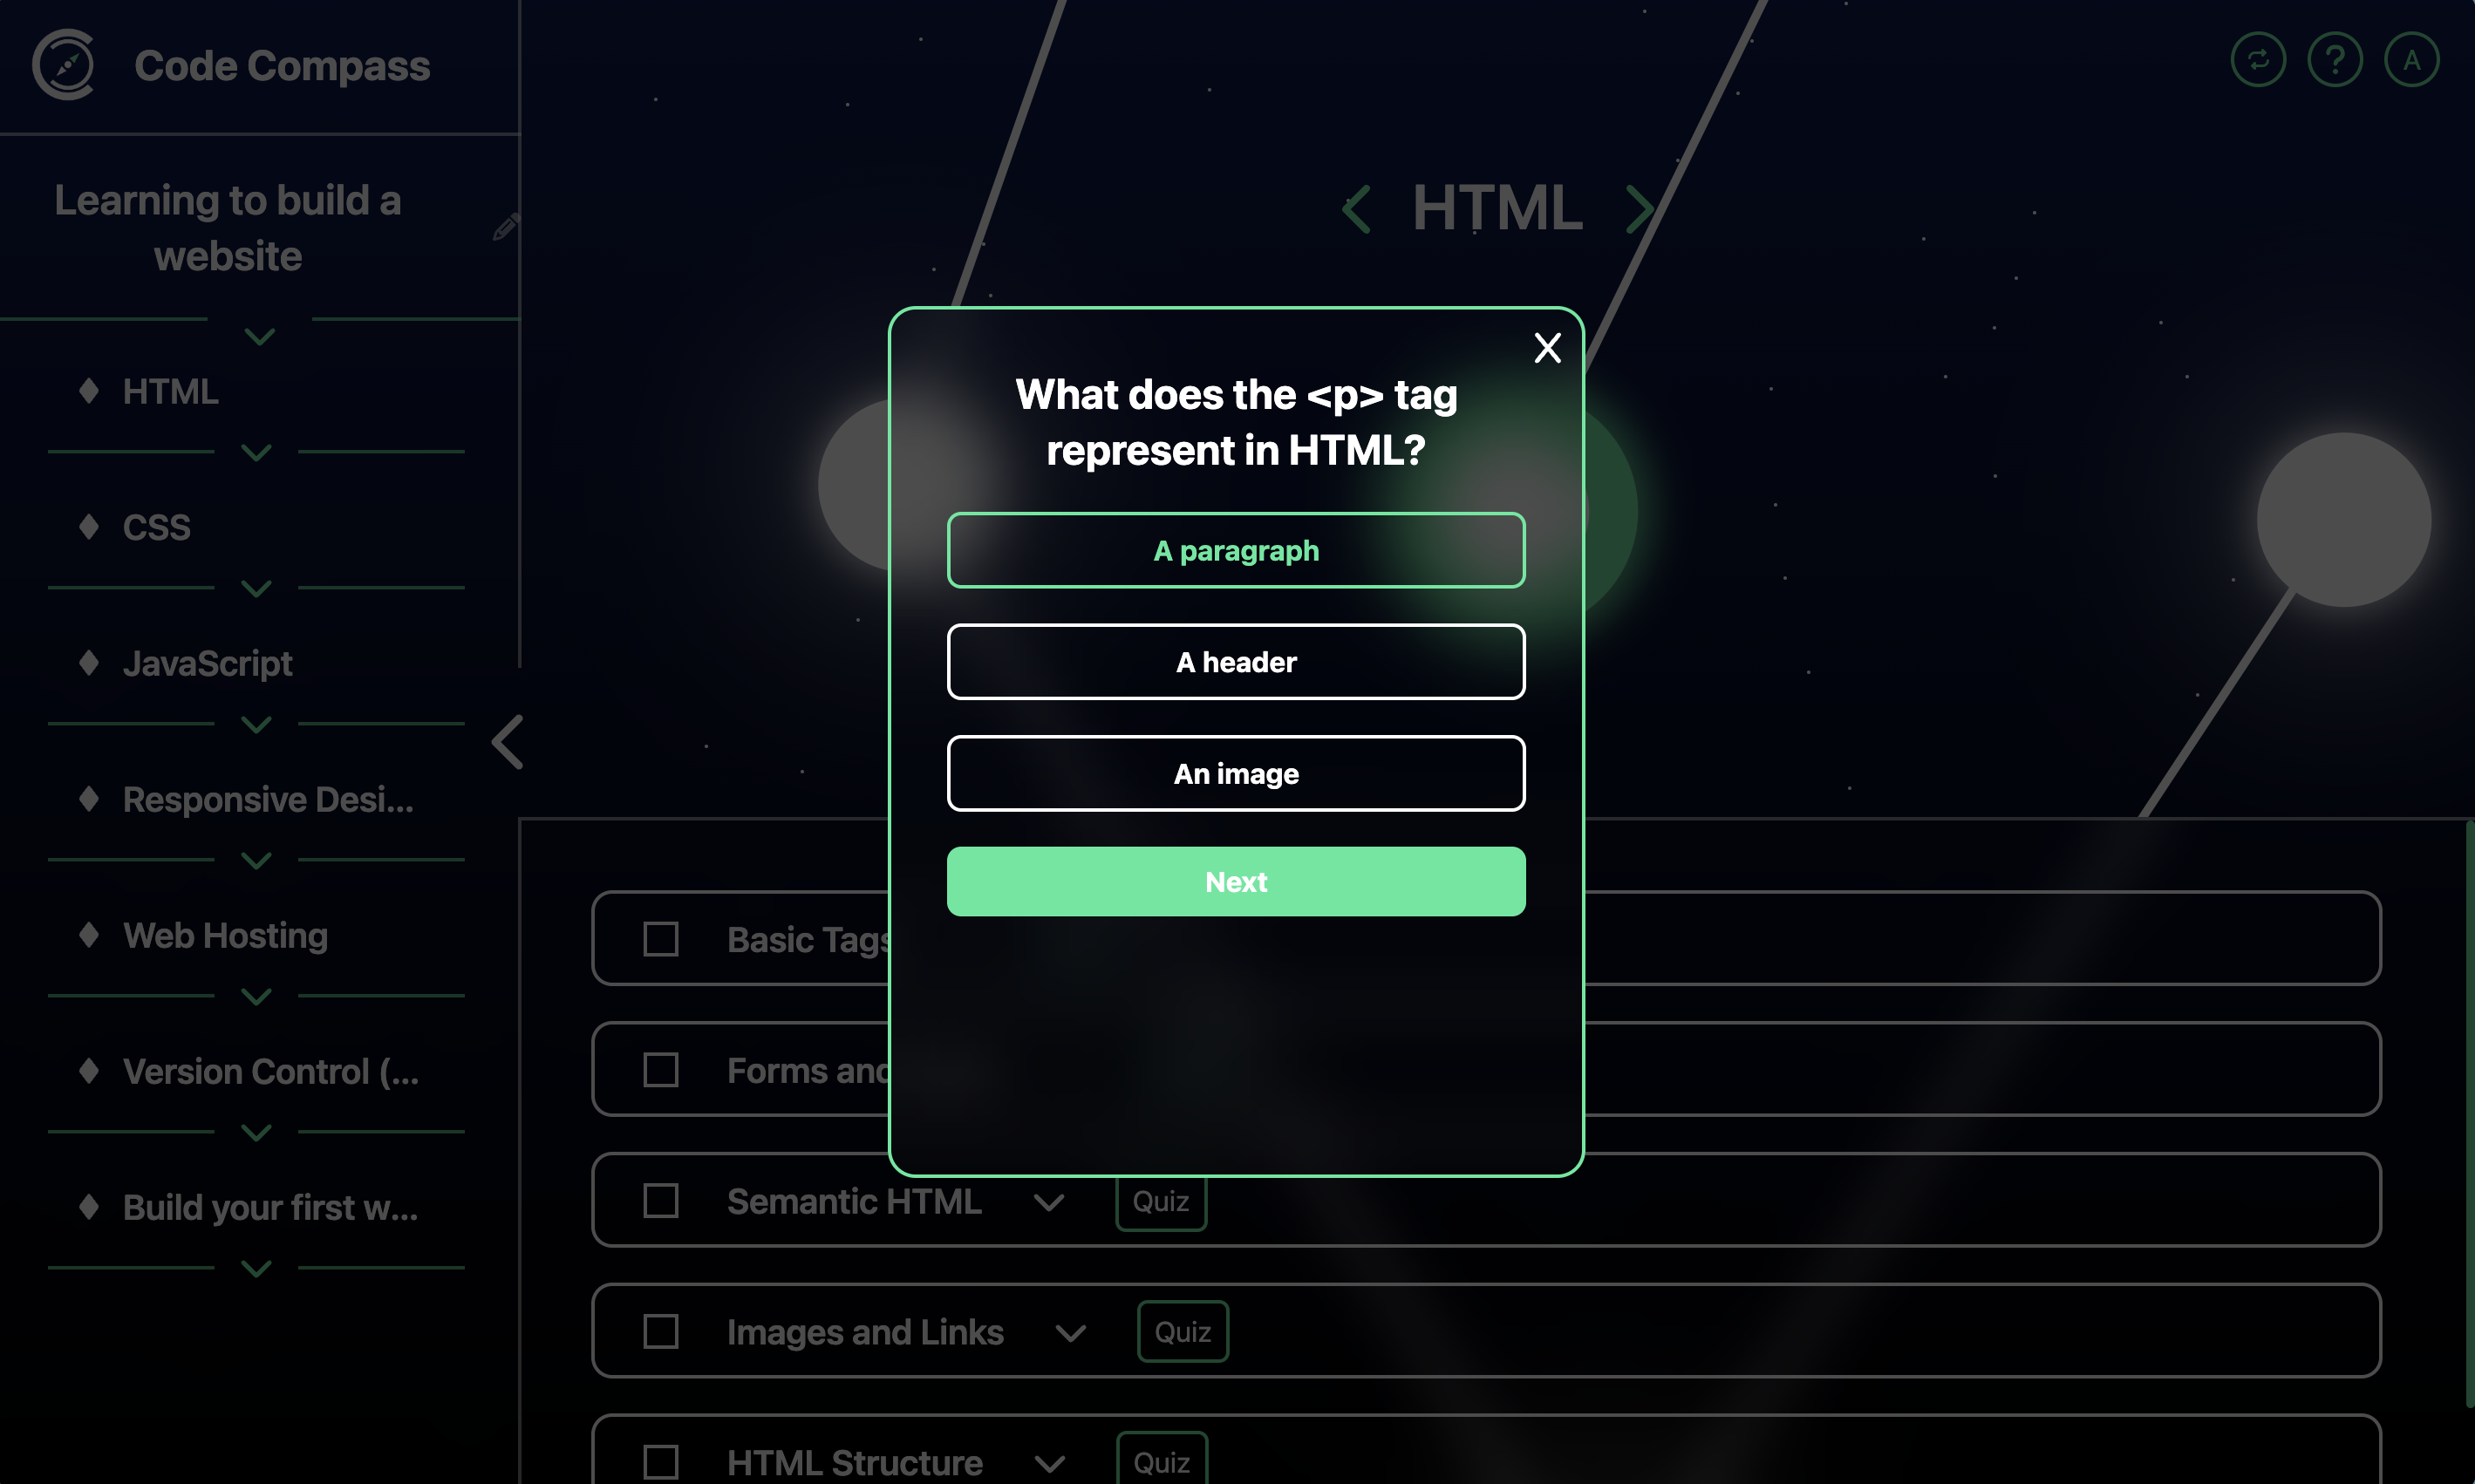 Code Compass
A
Learning to build a
website
HTML
CSS
JavaScript
Responsive Desi...
Web Hosting
Version Control (...
Build your first w...
HTML
What does the <p> tag
represent in HTML?
A paragraph
A header
An image
Next
Basic Tags
Forms and
Semantic HTML Quiz
Images and Links Quiz
HTML Structure Quiz